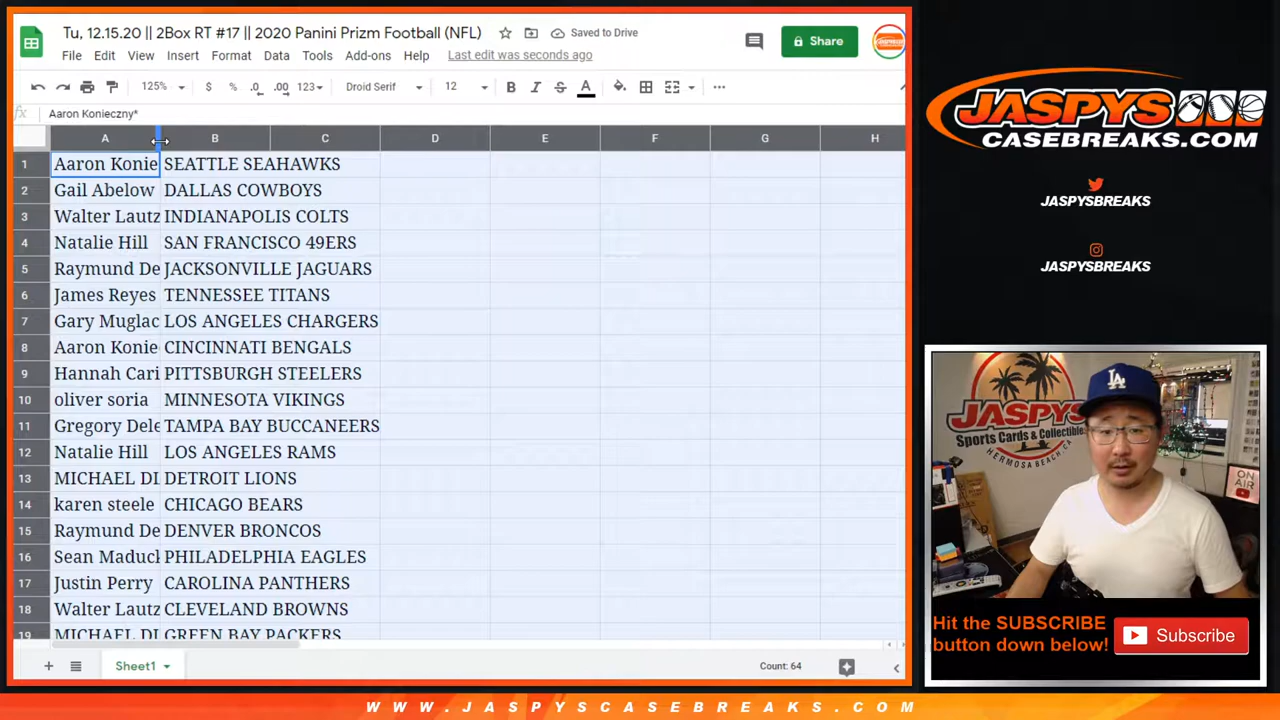 Tu, 12.15.20 || 2Box RT #17 || 2020 Panini Prizm Football (NFL)
Saved to Drive
Share
File Edit View Insert Format Data Tools Add-ons Help Last edit was seconds ago
125% $ % .0 .00 123 Droid Serif 12 B I S A
fx Aaron Konieczny*
A B C D E F G H
1 Aaron Konie SEATTLE SEAHAWKS
2 Gail Abelow DALLAS COWBOYS
3 Walter Lautz INDIANAPOLIS COLTS
4 Natalie Hill SAN FRANCISCO 49ERS
5 Raymund De JACKSONVILLE JAGUARS
6 James Reyes TENNESSEE TITANS
7 Gary Muglac LOS ANGELES CHARGERS
8 Aaron Konie CINCINNATI BENGALS
9 Hannah Cari PITTSBURGH STEELERS
10 oliver soria MINNESOTA VIKINGS
11 Gregory Dele TAMPA BAY BUCCANEERS
12 Natalie Hill LOS ANGELES RAMS
13 MICHAEL DI DETROIT LIONS
14 karen steele CHICAGO BEARS
15 Raymund De DENVER BRONCOS
16 Sean Maduck PHILADELPHIA EAGLES
17 Justin Perry CAROLINA PANTHERS
18 Walter Lautz CLEVELAND BROWNS
19 MICHAEL DI GREEN BAY PACKERS
Sheet1
Count: 64
JASPYS
CASEBREAKS.COM
JASPYSBREAKS
JASPYSBREAKS
JASPYS
Sports Cards & Collectibles
HERMOSA BEACH, CA
LA
ON
AIR
Hit the SUBSCRIBE
button down below!
Subscribe
WWW.JASPYSCASEBREAKS.COM